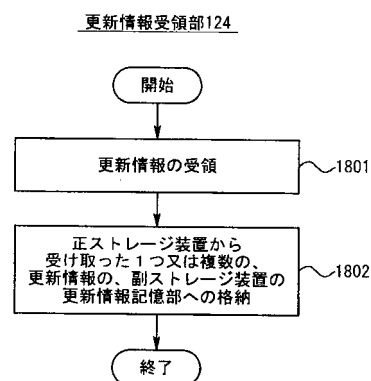 更新情報受領部124
開始
更新情報の受領
1801
正ストレージ装置から
受け取った1つ又は複数の、
更新情報の、副ストレージ装置の
更新情報記憶部への格納
1802
終了